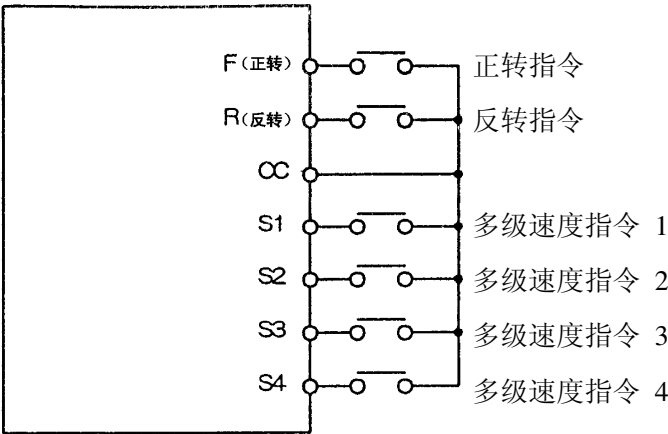 F(正转) 正转指令
R(反转) 反转指令
CC
S1 多级速度指令 1
S2 多级速度指令 2
S3 多级速度指令 3
S4 多级速度指令 4